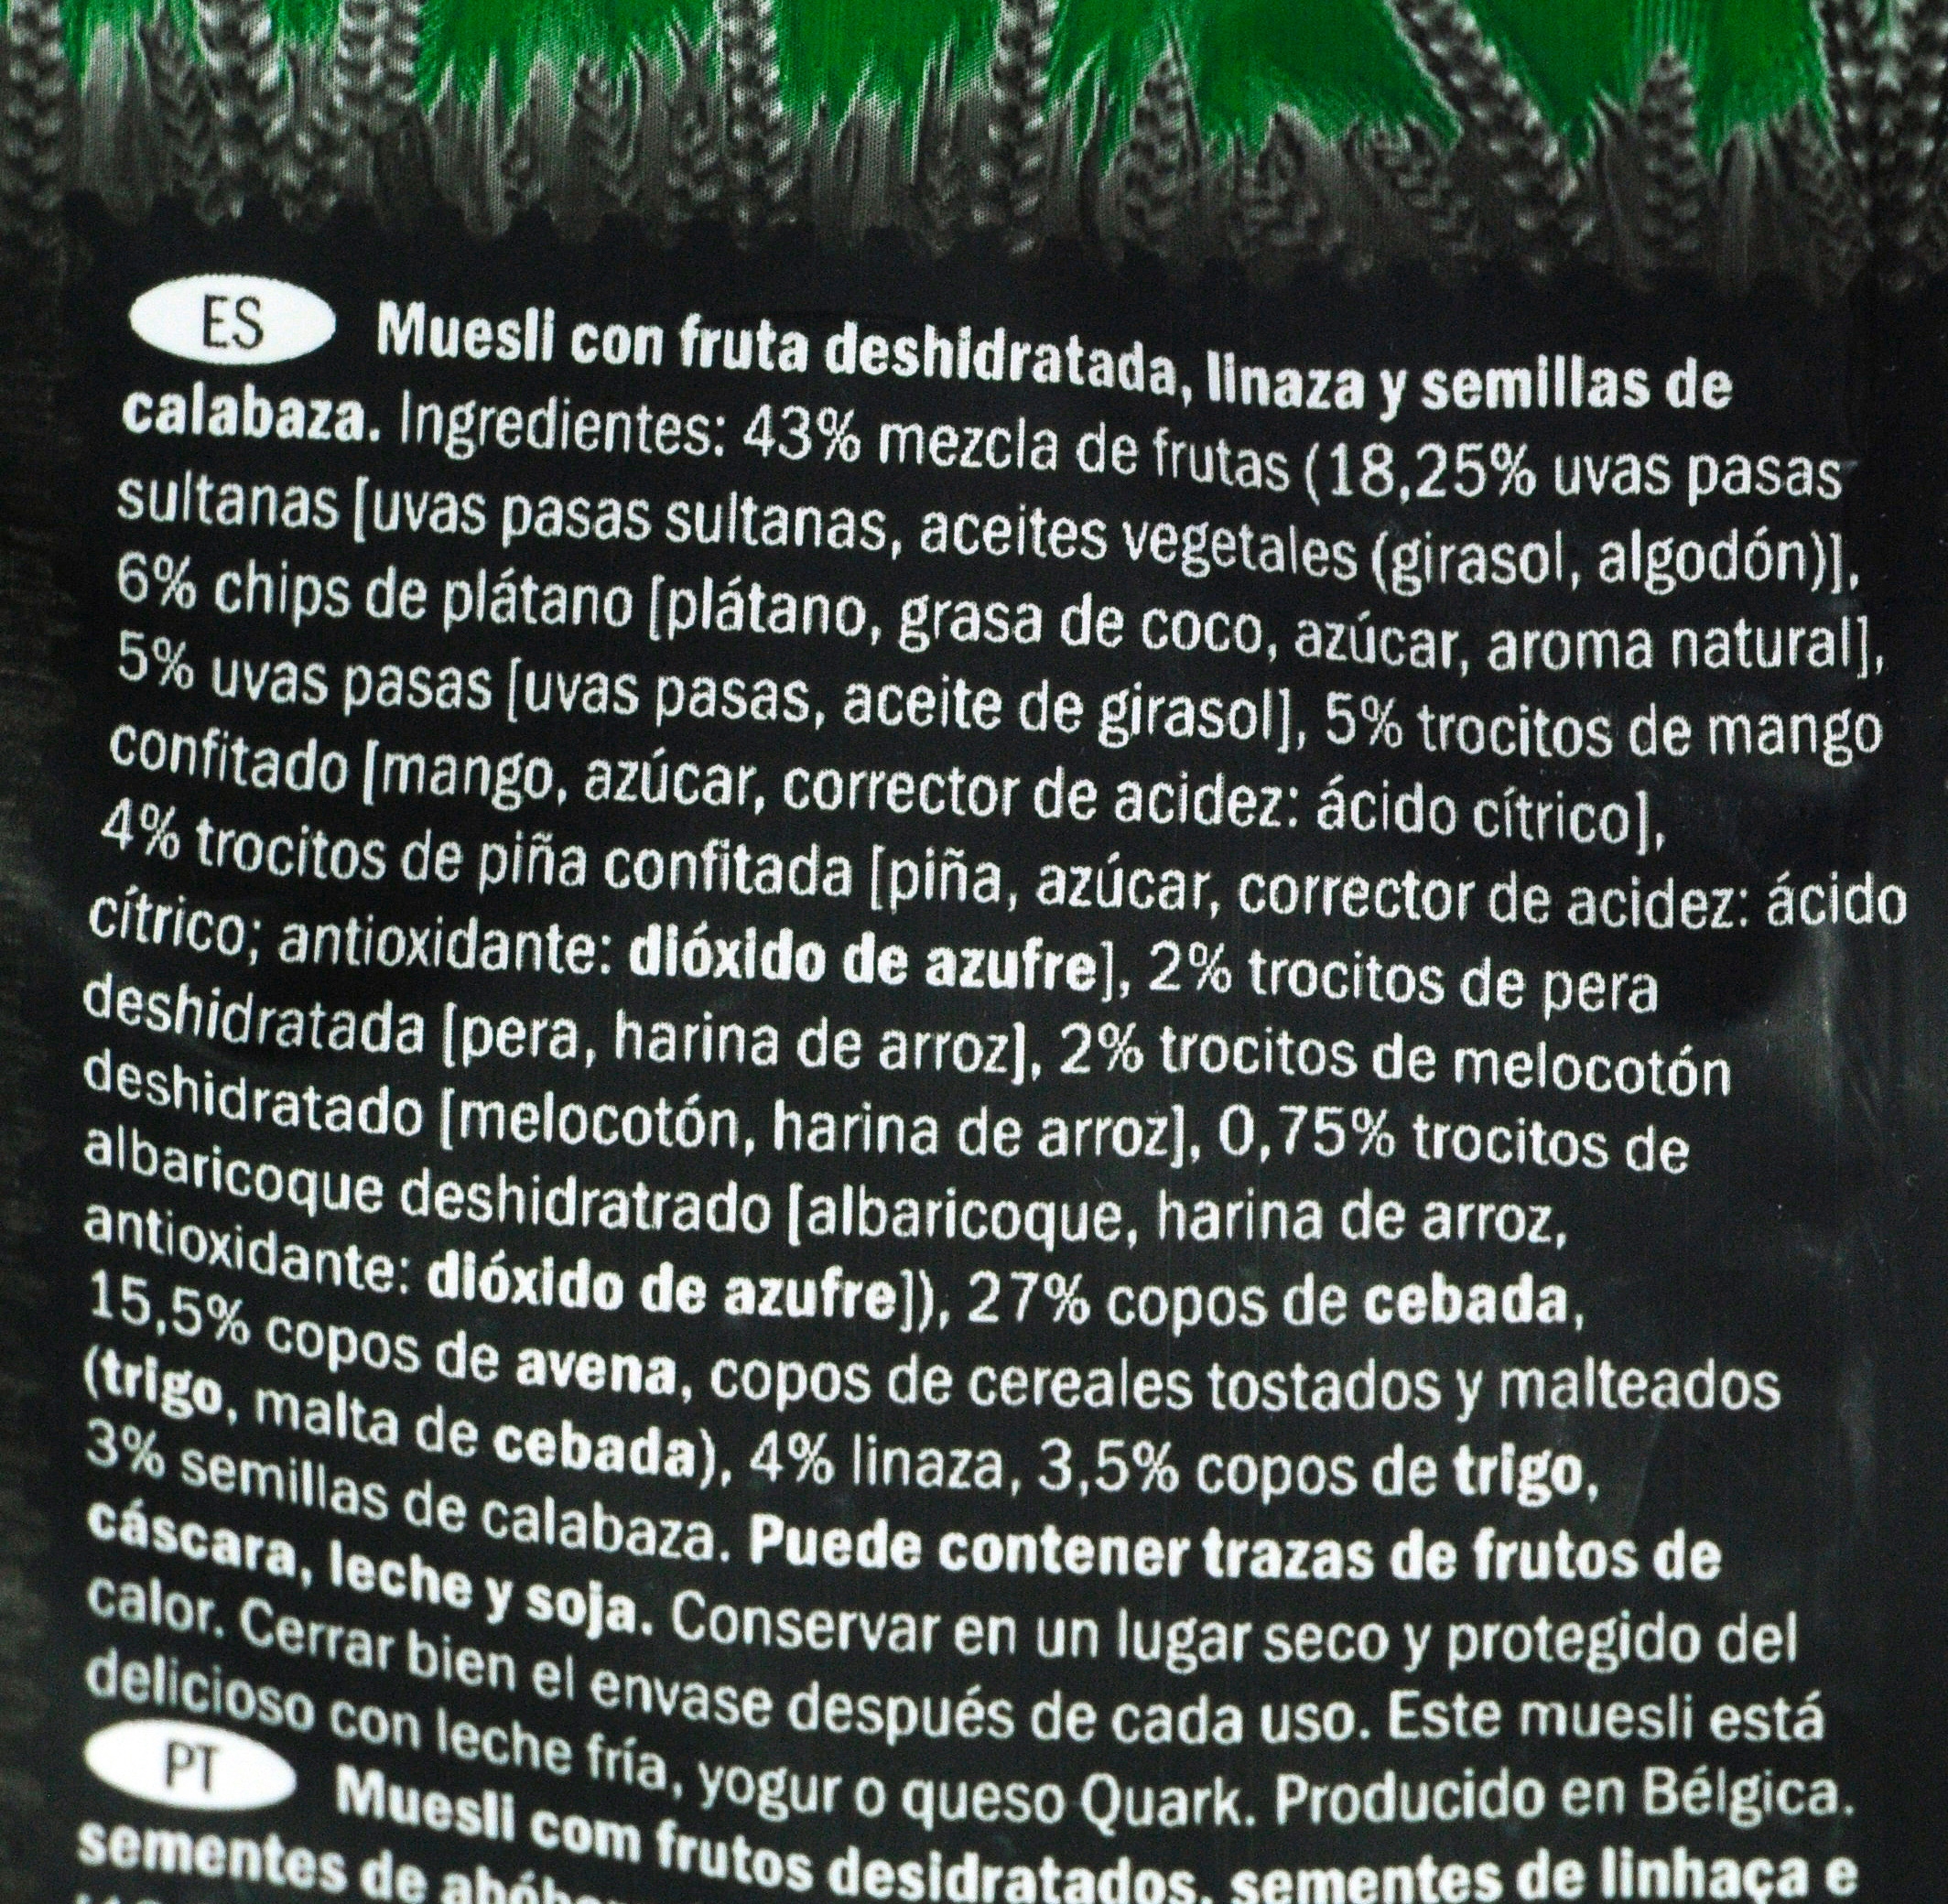 ES Muesli con fruta deshidratada, linaza y semillas de
calabaza. Ingredientes: 43% mezcla de frutas (18,25% uvas pasas
sultanas [uvas pasas sultanas, aceites vegetales (girasol, algodón)],
6% chips de plátano [plátano, grasa de coco, azúcar, aroma natural],
5% uvas pasas [uvas pasas, aceite de girasol], 5% trocitos de mango
confitado [mango, azúcar, corrector de acidez: ácido cítrico],
4% trocitos de piña confitada [piña, azúcar, corrector de acidez: ácido
cítrico; antioxidante: dióxido de azufre], 2% trocitos de pera
deshidratada [pera, harina de arroz], 2% trocitos de melocotón
deshidratado [melocotón, harina de arroz], 0,75% trocitos de
albaricoque deshidratrado [albaricoque, harina de arroz,
antioxidante: dióxido de azufre]), 27% copos de cebada,
15,5% copos de avena, copos de cereales tostados y malteados
(trigo, malta de cebada), 4% linaza, 3,5% copos de trigo,
3% semillas de calabaza. Puede contener trazas de frutos de
cáscara, leche y soja. Conservar en un lugar seco y protegido del
calor. Cerrar bien el envase después de cada uso. Este muesli está
delicioso con leche fría, yogur o queso Quark. Producido en Bélgica.
PT Muesli com frutos desidratados, sementes de linhaça e
sementes de